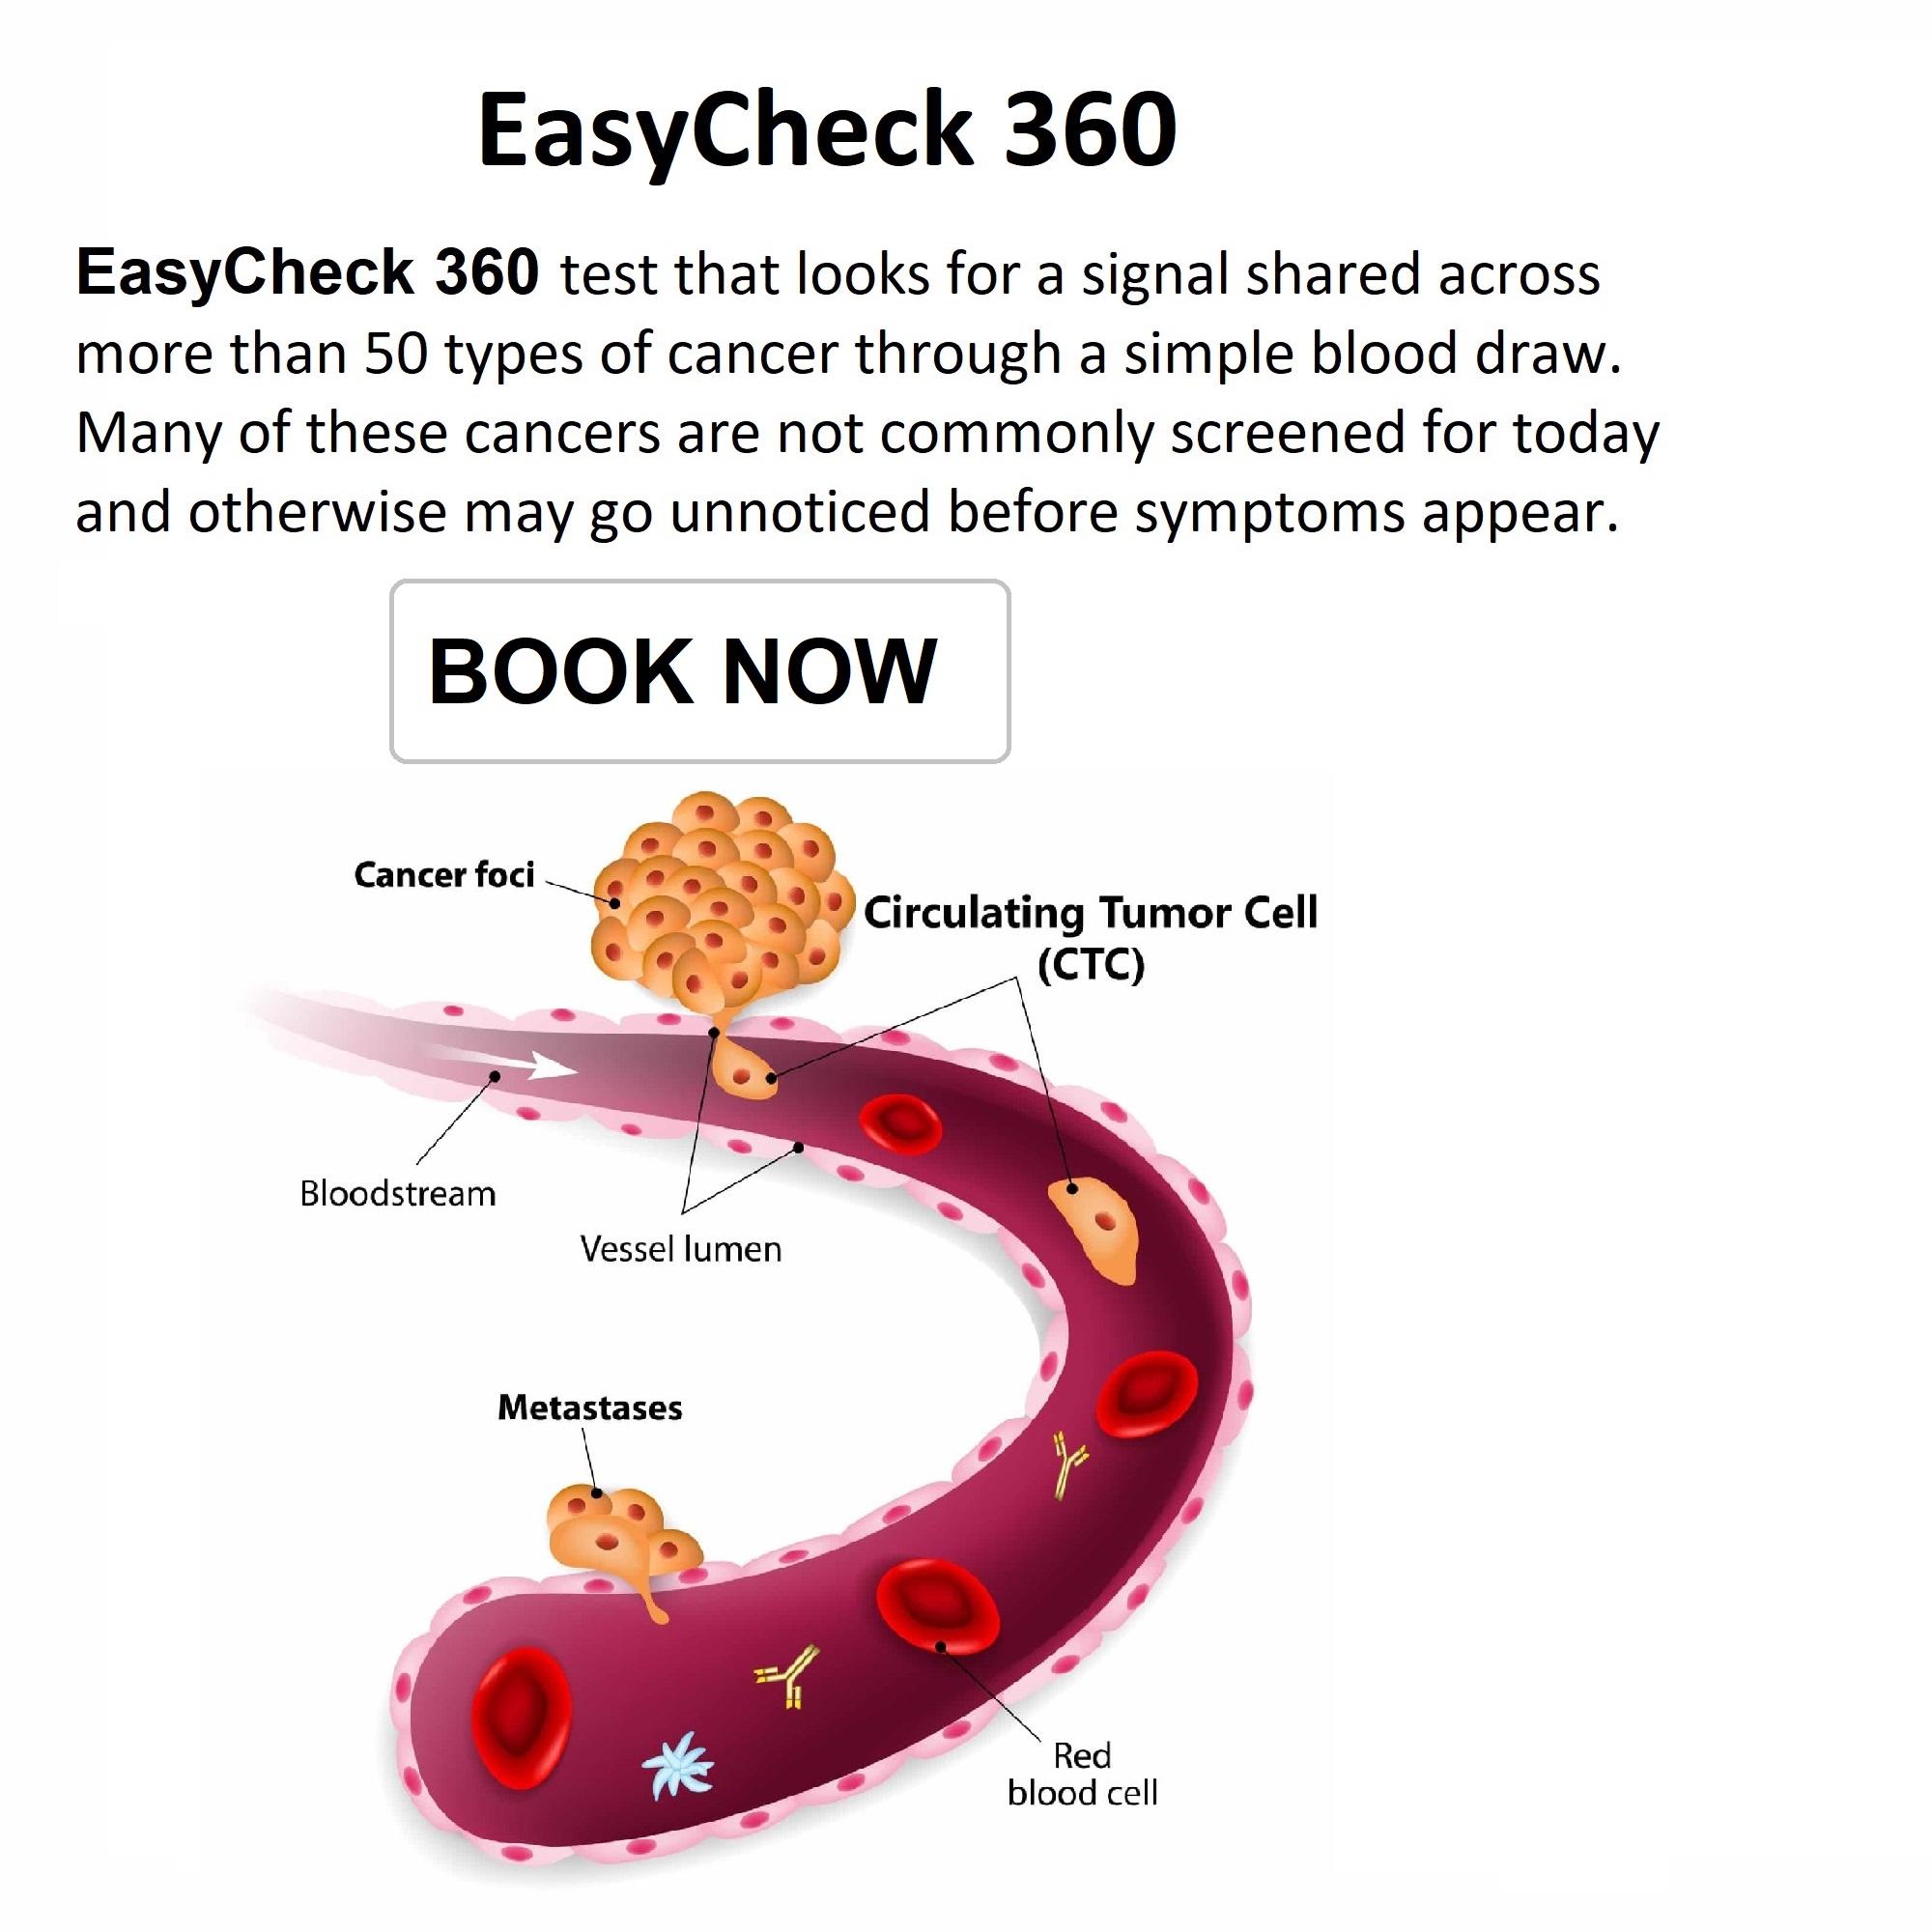 EasyCheck 360
EasyCheck 360 test that looks for a signal shared across
more than 50 types of cancer through a simple blood draw.
Many of these cancers are not commonly screened for today
and otherwise may go unnoticed before symptoms appear.
BOOK NOW
Cancer foci
Circulating Tumor Cell
(CTC)
Bloodstream
Vessel lumen
Metastases
Red
blood cell